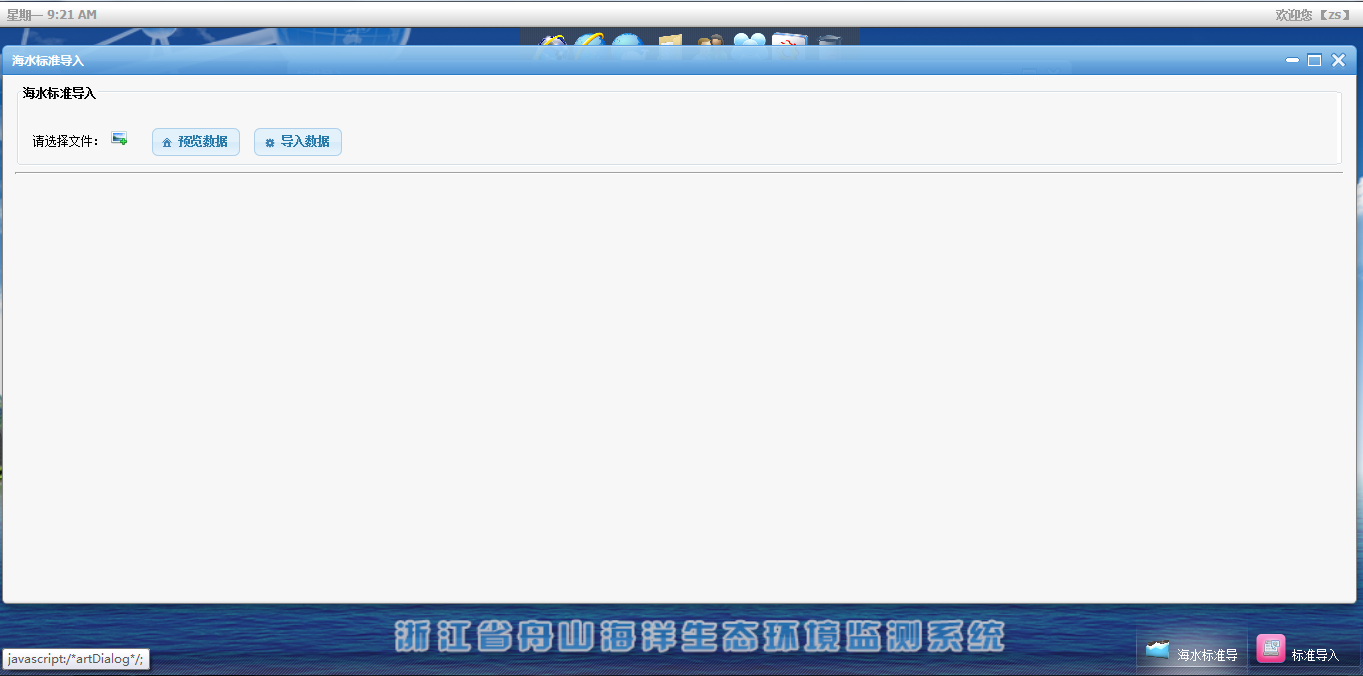 星期一 9:21 AM
欢迎您 【zs】
海水标准导入
海水标准导入
请选择文件：
预览数据
导入数据
浙江省舟山海洋生态环境监测系统
javascript:/*artDialog*/;
海水标准导
标准导入